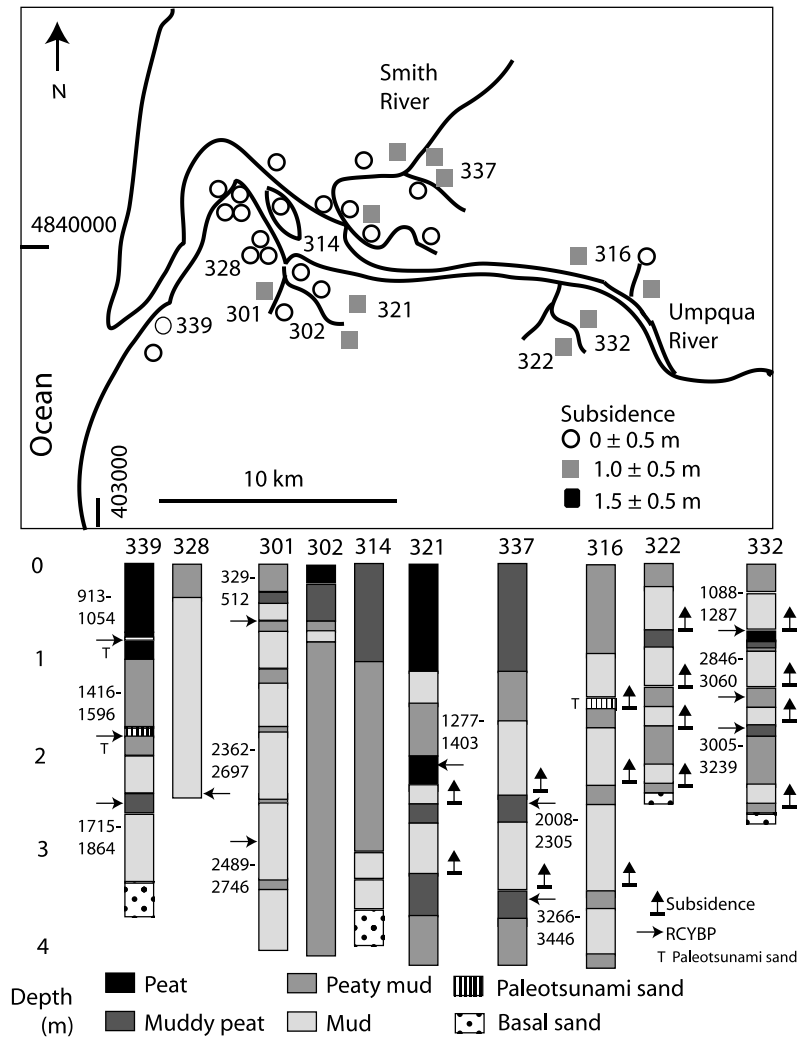 N
Smith
River
337
4840000
314
316
328
301
302
321
Umpqua
River
339
322
332
Ocean
Subsidence
0 ± 0.5 m
1.0 ± 0.5 m
1.5 ± 0.5 m
403000
10 km
339 328 301 302 314 321 337 316 322 332
0
913-
1054
T
329-
512
1088-
1287
1
1416-
1596
T
2846-
3060
T
1277-
1403
2
2362-
2697
3005-
3239
1715-
1864
2489-
2746
2008-
2305
3
3266-
3446
Subsidence
RCYBP
T Paleotsunami sand
4
Depth
(m)
Peat
Peaty mud
Paleotsunami sand
Muddy peat
Mud
Basal sand